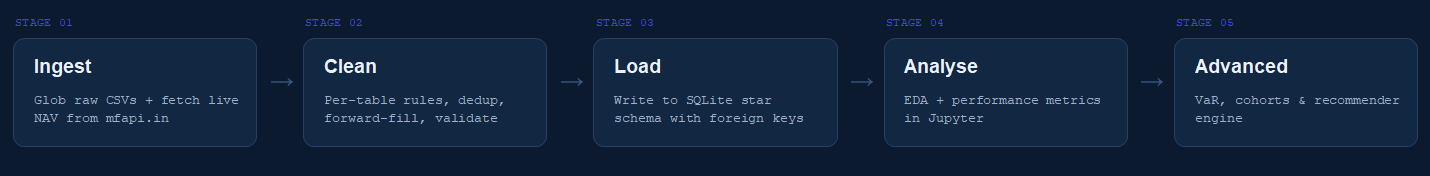 STAGE 01
Ingest
Glob raw CSVs + fetch live
NAV from mfapi.in
STAGE 02
Clean
Per-table rules, dedup,
forward-fill, validate
STAGE 03
Load
Write to SQLite star
schema with foreign keys
STAGE 04
Analyse
EDA + performance metrics
in Jupyter
STAGE 05
Advanced
VaR, cohorts & recommender
engine